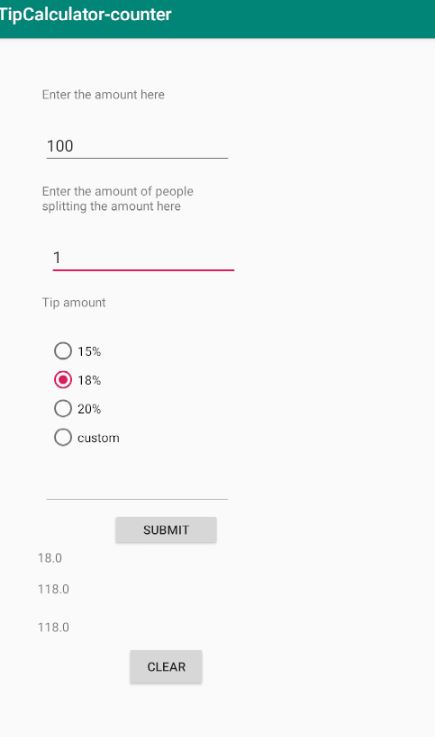 TipCalculator-counter
Enter the amount here
100
Enter the amount of people
splitting the amount here
1
Tip amount
15%
18%
20%
custom
SUBMIT
18.0
118.0
118.0
CLEAR